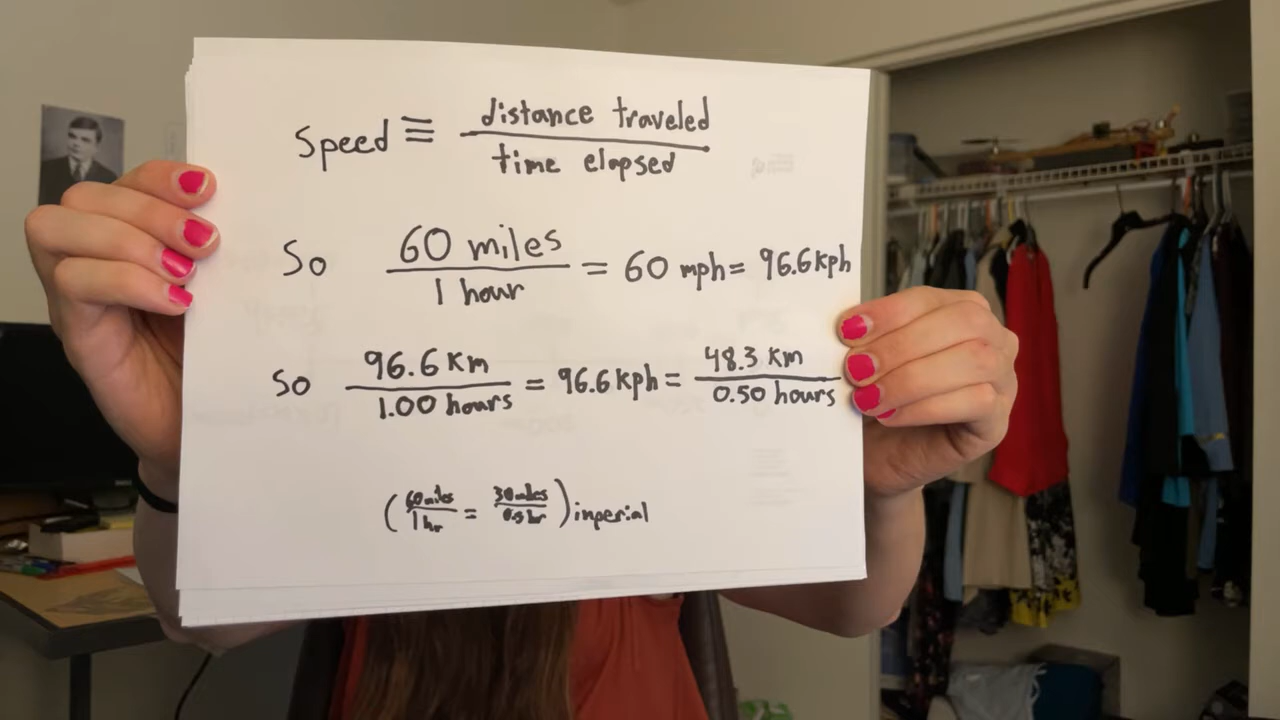 Speed ≡ distance traveled / time elapsed
So 60 miles / 1 hour = 60 mph = 96.6 kph
So 96.6 km / 1.00 hours = 96.6 kph = 48.3 km / 0.50 hours
(60 miles / 1 hr = 30 miles / 0.5 hr) imperial